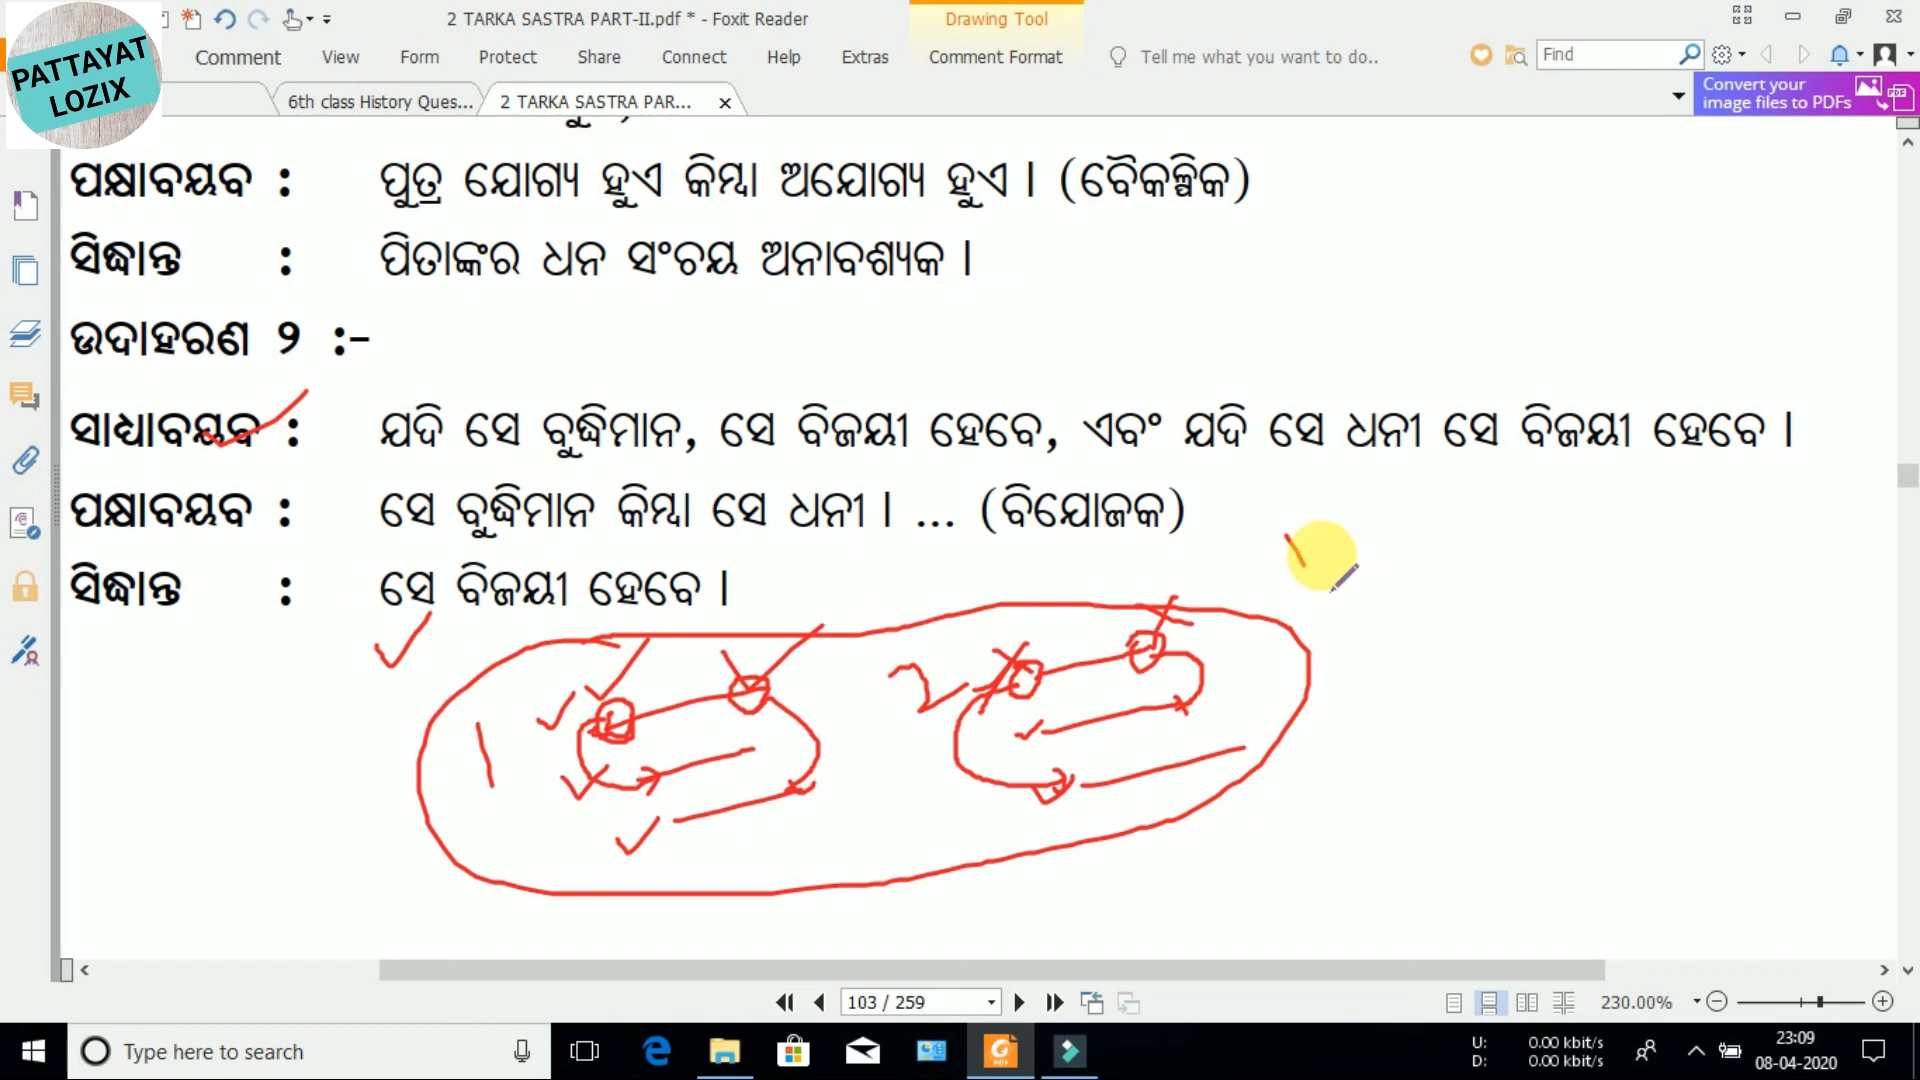 PATTAYAT
LOZIX
2 TARKA SASTRA PART-II.pdf * - Foxit Reader
Drawing Tool
Comment View Form Protect Share Connect Help Extras Comment Format Tell me what you want to do.. Find
6th class History Ques... 2 TARKA SASTRA PAR...
Convert your
image files to PDFs
ପକ୍ଷାବୟବ : ପୁତ୍ର ଯୋଗ୍ୟ ହୁଏ କିମ୍ବା ଅଯୋଗ୍ୟ ହୁଏ । (ବୈକଳ୍ପିକ)
ସିଦ୍ଧାନ୍ତ : ପିତାଙ୍କର ଧନ ସଂଚୟ ଅନାବଶ୍ୟକ ।
ଉଦାହରଣ ୨ :-
ସାଧ୍ୟାବୟବ : ଯଦି ସେ ବୁଦ୍ଧିମାନ, ସେ ବିଜୟୀ ହେବେ, ଏବଂ ଯଦି ସେ ଧନୀ ସେ ବିଜୟୀ ହେବେ ।
ପକ୍ଷାବୟବ : ସେ ବୁଦ୍ଧିମାନ କିମ୍ବା ସେ ଧନୀ । ... (ବିଯୋଜକ)
ସିଦ୍ଧାନ୍ତ : ସେ ବିଜୟୀ ହେବେ ।
1 2
103 / 259 230.00%
Type here to search
U: 0.00 kbit/s
D: 0.00 kbit/s
23:09
08-04-2020